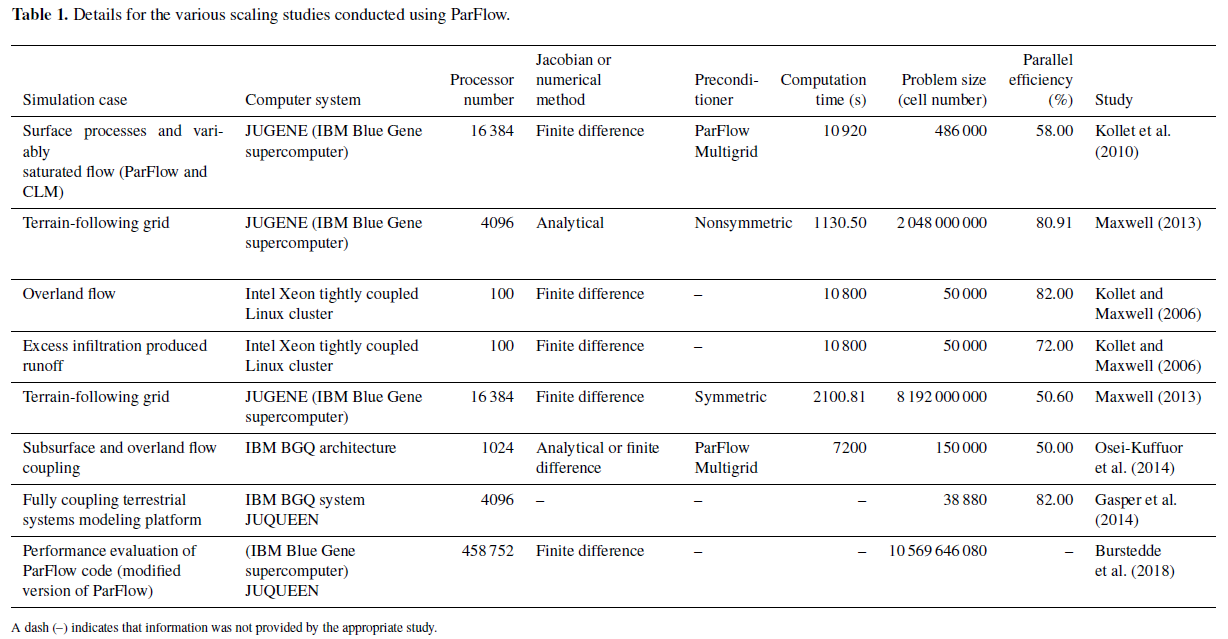 Table 1. Details for the various scaling studies conducted using ParFlow.
Jacobian or Parallel
Processor numerical Precondi- Computation Problem size efficiency
Simulation case Computer system number method tioner time (s) (cell number) (%) Study
Surface processes and vari- JUGENE (IBM Blue Gene 16 384 Finite difference ParFlow 10 920 486 000 58.00 Kollet et al.
ably supercomputer) Multigrid (2010)
saturated flow (ParFlow and
CLM)
Terrain-following grid JUGENE (IBM Blue Gene 4096 Analytical Nonsymmetric 1130.50 2 048 000 000 80.91 Maxwell (2013)
supercomputer)
Overland flow Intel Xeon tightly coupled 100 Finite difference – 10 800 50 000 82.00 Kollet and
Linux cluster Maxwell (2006)
Excess infiltration produced Intel Xeon tightly coupled 100 Finite difference – 10 800 50 000 72.00 Kollet and
runoff Linux cluster Maxwell (2006)
Terrain-following grid JUGENE (IBM Blue Gene 16 384 Finite difference Symmetric 2100.81 8 192 000 000 50.60 Maxwell (2013)
supercomputer)
Subsurface and overland flow IBM BGQ architecture 1024 Analytical or finite ParFlow 7200 150 000 50.00 Osei-Kuffuor
coupling difference Multigrid et al. (2014)
Fully coupling terrestrial IBM BGQ system 4096 – – – 38 880 82.00 Gasper et al.
systems modeling platform JUQUEEN (2014)
Performance evaluation of (IBM Blue Gene 458 752 Finite difference – – 10 569 646 080 – Burstedde
ParFlow code (modified supercomputer) et al. (2018)
version of ParFlow) JUQUEEN
A dash (–) indicates that information was not provided by the appropriate study.